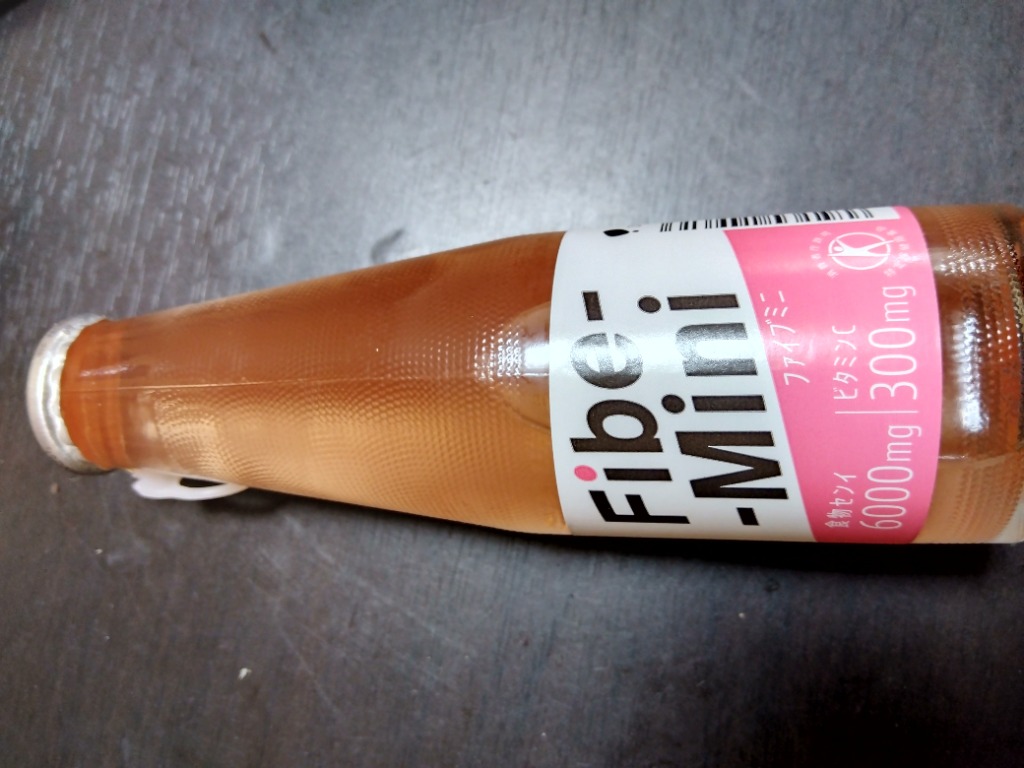 Fibe-
-Mini
ファイブミニ
食物センイ | ビタミンC
6000mg | 300mg